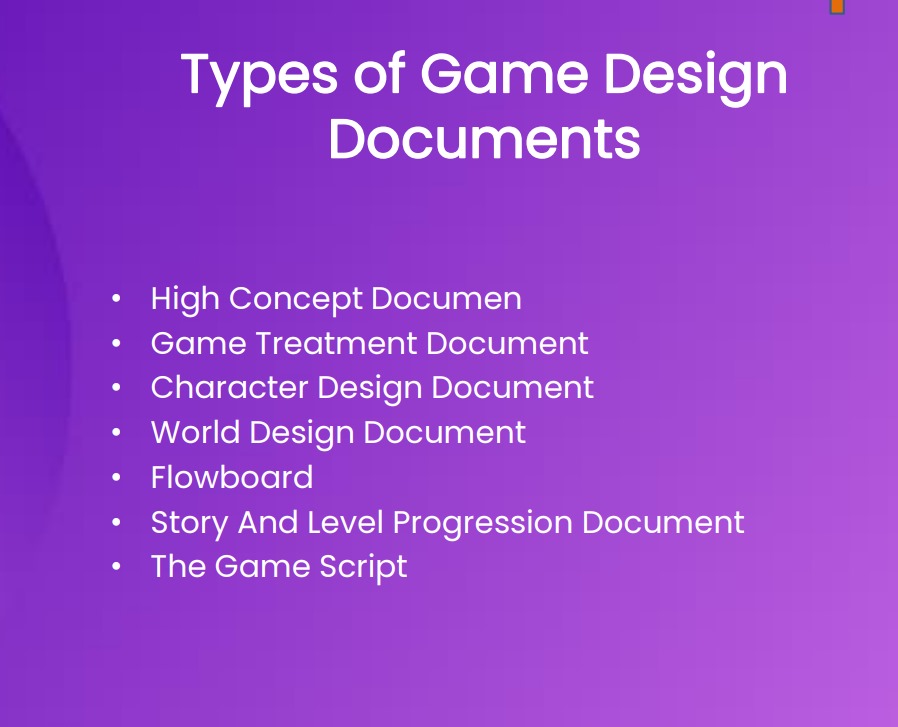 Types of Game Design
Documents
• High Concept Documen
• Game Treatment Document
• Character Design Document
• World Design Document
• Flowboard
• Story And Level Progression Document
• The Game Script